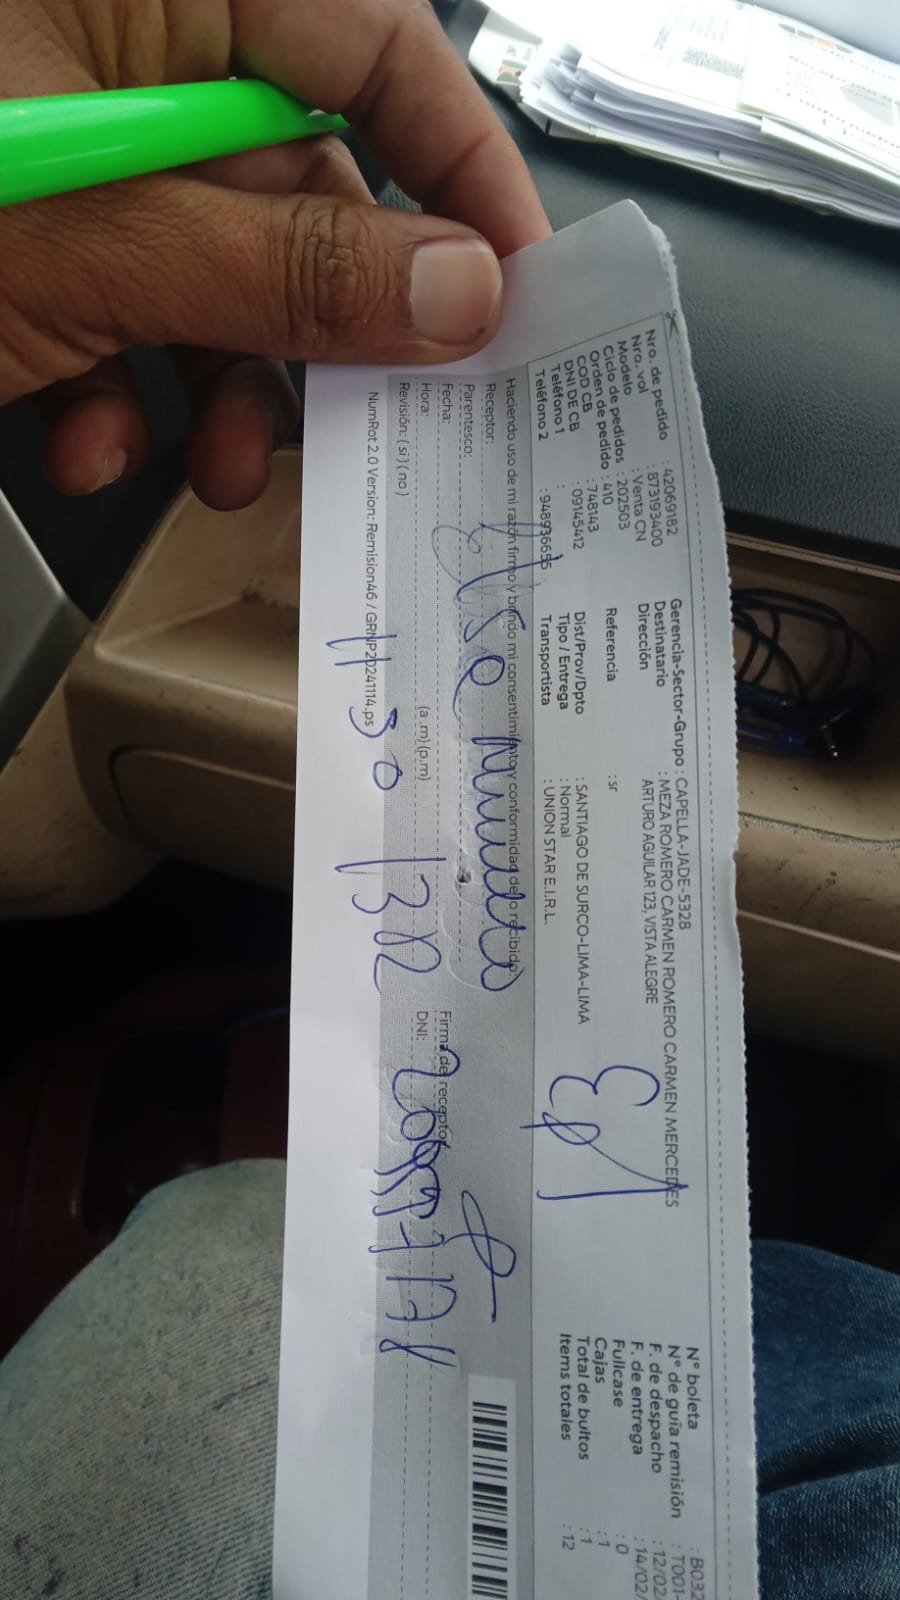 Nro. de pedido : 42069182
Nro. vol : 873193400
Modelo : Venta CN
Ciclo de pedidos : 202503
Orden de pedido : 410
COD CB : 748143
DNI DE CB : 09145412
Teléfono 1 :
Teléfono 2 : 948936655
Gerencia-Sector-Grupo : CAPELLA-JADE-5328
Destinatario : MEZA ROMERO CARMEN ROMERO CARMEN MERCEDES
Dirección ARTURO AGUILAR 123, VISTA ALEGRE
Referencia : sr
Dist/Prov/Dpto : SANTIAGO DE SURCO-LIMA-LIMA
Tipo / Entrega : Normal
Transportista : UNION STAR E.I.R.L.
N° boleta : B032
N° de guía remisión : T001-
F. de despacho : 12/02/
F. de entrega : 14/02/
Fullcase : 0
Cajas : 1
Total de bultos : 1
Items totales : 12
Haciendo uso de mi razón firmo y brindo mi consentimiento y conformidad de lo recibido:
Receptor:
Parentesco:
Fecha:
Hora: (a.m) (p.m)
Revisión: ( si ) ( no )
Firma de receptor
DNI:
NumRot 2.0 Version: Remision46 / GRNP20241114.ps
1130